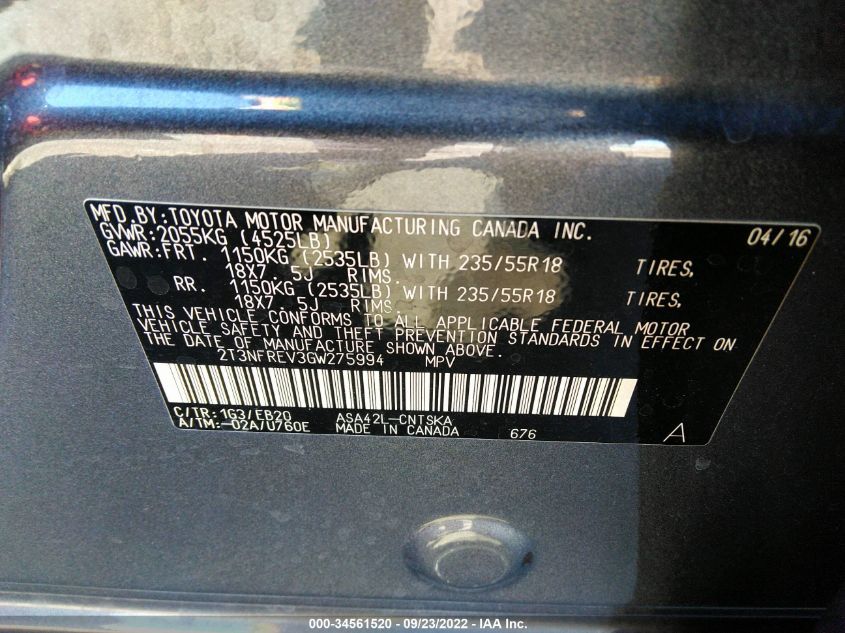 MFD.BY:TOYOTA MOTOR MANUFACTURING CANADA INC. 04/16
GVWR:2055KG (4525LB)
GAWR:FRT. 1150KG (2535LB) WITH 235/55R18 TIRES,
18X7.5J RIMS.
RR. 1150KG (2535LB) WITH 235/55R18 TIRES,
18X7.5J RIMS.
THIS VEHICLE CONFORMS TO ALL APPLICABLE FEDERAL MOTOR
VEHICLE SAFETY AND THEFT PREVENTION STANDARDS IN EFFECT ON
THE DATE OF MANUFACTURE SHOWN ABOVE.
2T3NFREV3GW275994 MPV
C/TR:1G3/EB20 ASA42L-CNTSKA
A/TM:-02A/U760E MADE IN CANADA 676 A
000-34561520 - 09/23/2022 - IAA Inc.